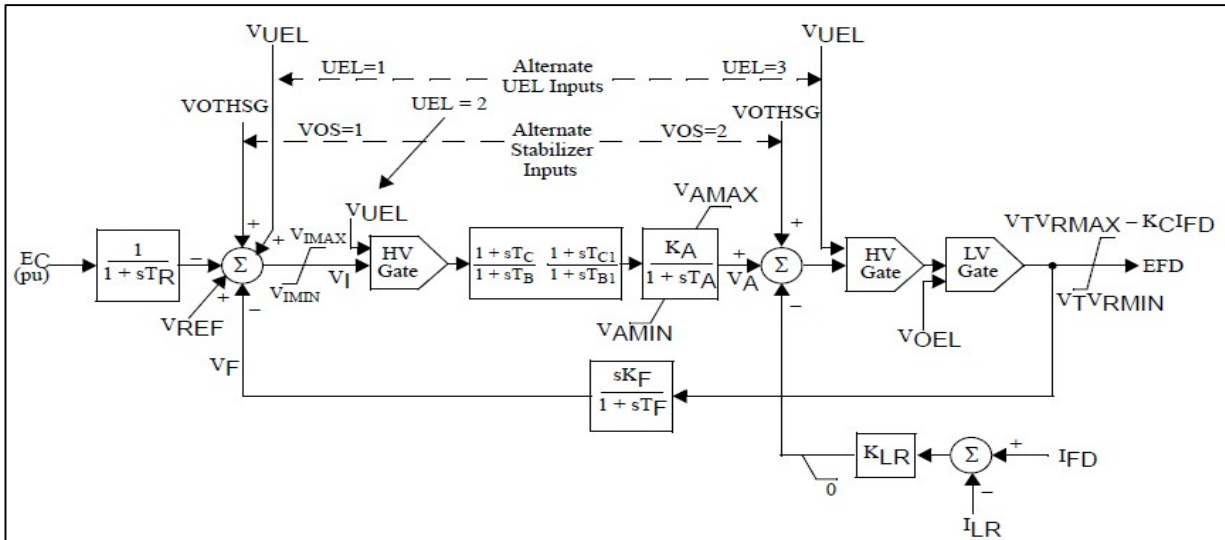 VUEL
VUEL
UEL=1
Alternate
UEL Inputs
UEL=3
UEL = 2
VOTHSG
VOTHSG
VOS=1
Alternate
Stabilizer
Inputs
VOS=2
VUEL
VAMAX
VTVRMAX – KCIFD
EC
(pu)
1
1 + sTR
–
+
+
Σ
+
–
VIMAX
VIMIN
VI
HV
Gate
1 + sTC
1 + sTB
1 + sTC1
1 + sTB1
KA
1 + sTA
+
VA
+
Σ
–
HV
Gate
LV
Gate
EFD
VREF
VAMIN
VOEL
VTVRMIN
VF
sKF
1 + sTF
0
KLR
Σ
+
–
IFD
ILR